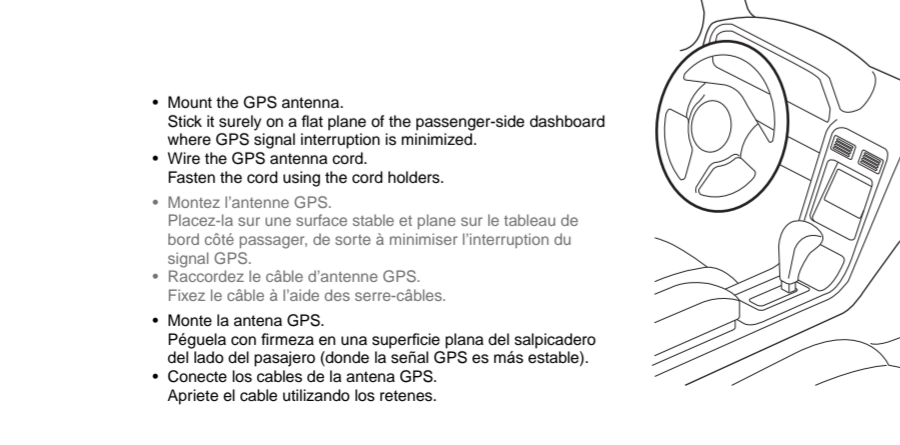 • Mount the GPS antenna.
Stick it surely on a flat plane of the passenger-side dashboard
where GPS signal interruption is minimized.
• Wire the GPS antenna cord.
Fasten the cord using the cord holders.
• Montez l’antenne GPS.
Placez-la sur une surface stable et plane sur le tableau de
bord côté passager, de sorte à minimiser l’interruption du
signal GPS.
• Raccordez le câble d’antenne GPS.
Fixez le câble à l’aide des serre-câbles.
• Monte la antena GPS.
Péguela con firmeza en una superficie plana del salpicadero
del lado del pasajero (donde la señal GPS es más estable).
• Conecte los cables de la antena GPS.
Apriete el cable utilizando los retenes.